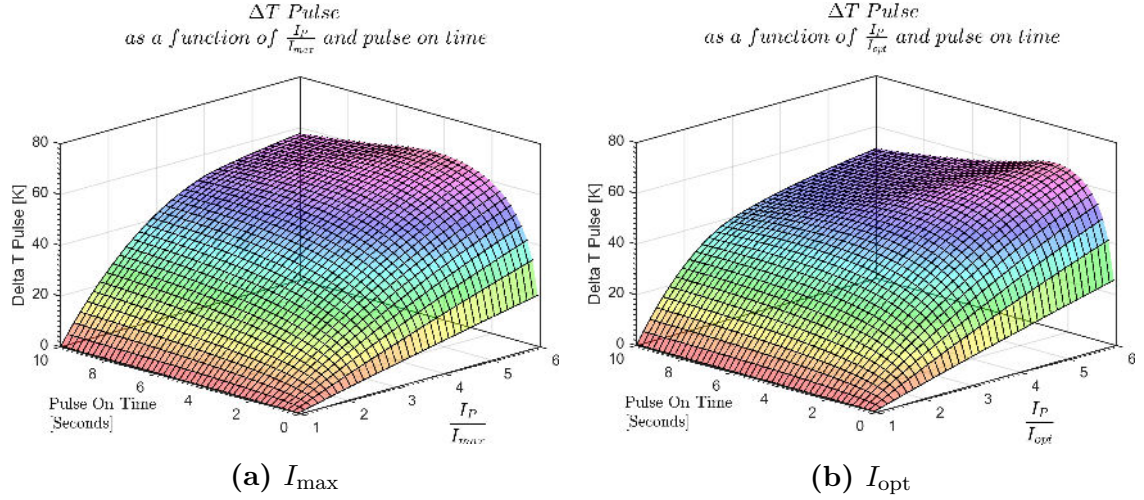 ΔT Pulse
as a function of I_P/I_max and pulse on time
80
60
40
20
0
Delta T Pulse [K]
10
8
6
4
2
0
Pulse On Time
[Seconds]
1
2
3
4
5
6
I_P/I_max
(a) I_max
ΔT Pulse
as a function of I_P/I_opt and pulse on time
80
60
40
20
0
Delta T Pulse [K]
10
8
6
4
2
0
Pulse On Time
[Seconds]
1
2
3
4
5
6
I_P/I_opt
(b) I_opt